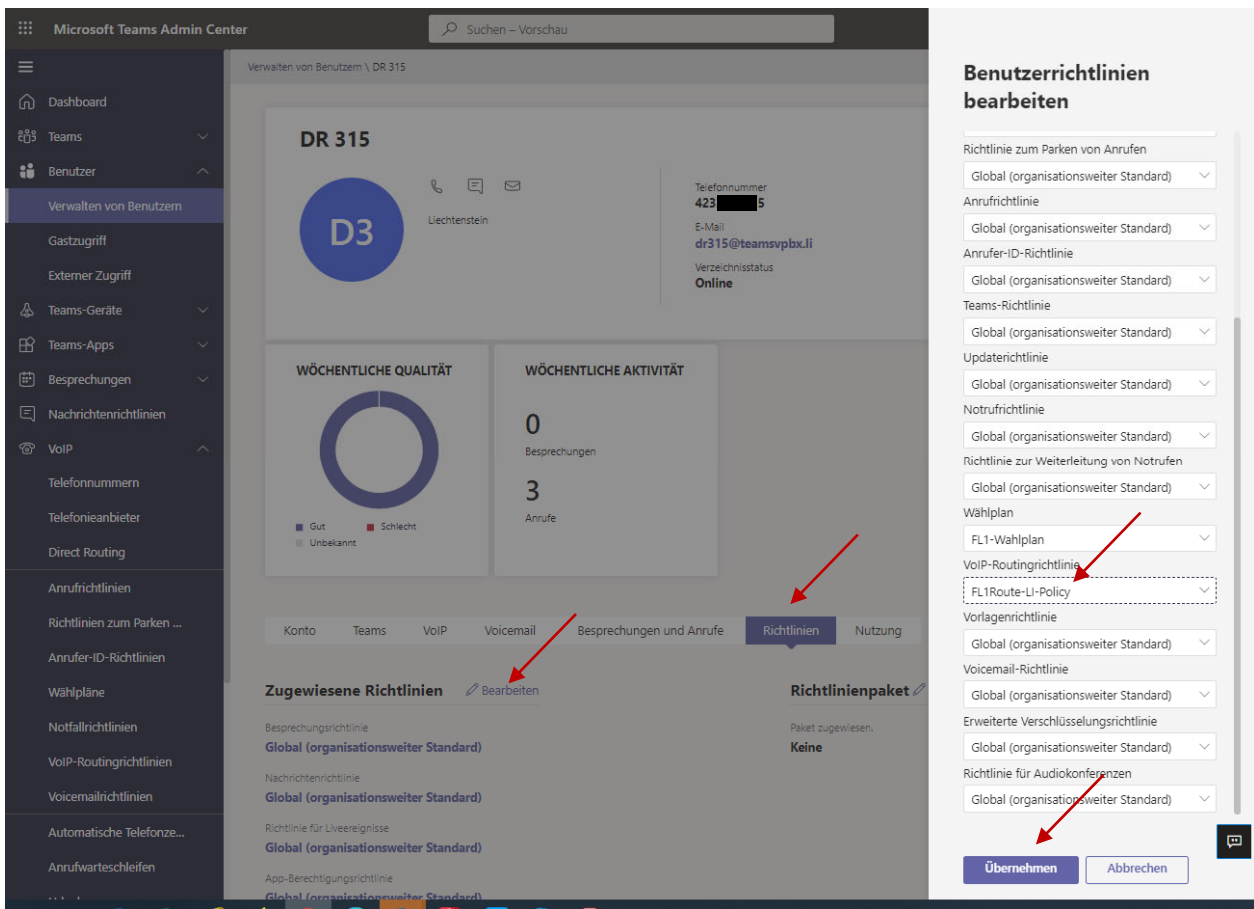 Microsoft Teams Admin Center
Suchen – Vorschau
Dashboard
Teams
Benutzer
Verwalten von Benutzern
Gastzugriff
Externer Zugriff
Teams-Geräte
Teams-Apps
Besprechungen
Nachrichtenrichtlinien
VoIP
Telefonnummern
Telefonieanbieter
Direct Routing
Anrufrichtlinien
Richtlinien zum Parken ...
Anrufer-ID-Richtlinien
Wählpläne
Notfallrichtlinien
VoIP-Routingrichtlinien
Voicemailrichtlinien
Automatische Telefonze...
Anrufwarteschleifen
Verwalten von Benutzern \ DR 315
DR 315
D3
Liechtenstein
Telefonnummer
423 5
E-Mail
dr315@teamsvpbx.li
Verzeichnisstatus
Online
WÖCHENTLICHE QUALITÄT
Gut Schlecht
Unbekannt
WÖCHENTLICHE AKTIVITÄT
0
Besprechungen
3
Anrufe
Konto Teams VoIP Voicemail Besprechungen und Anrufe Richtlinien Nutzung
Zugewiesene Richtlinien Bearbeiten
Besprechungsrichtlinie
Global (organisationsweiter Standard)
Nachrichtenrichtlinie
Global (organisationsweiter Standard)
Richtlinie für Liveereignisse
Global (organisationsweiter Standard)
App-Berechtigungsrichtlinie
Global (organisationsweiter Standard)
Richtlinienpaket
Paket zugewiesen.
Keine
Benutzerrichtlinien
bearbeiten
Richtlinie zum Parken von Anrufen
Global (organisationsweiter Standard)
Anrufrichtlinie
Global (organisationsweiter Standard)
Anrufer-ID-Richtlinie
Global (organisationsweiter Standard)
Teams-Richtlinie
Global (organisationsweiter Standard)
Updaterichtlinie
Global (organisationsweiter Standard)
Notrufrichtlinie
Global (organisationsweiter Standard)
Richtlinie zur Weiterleitung von Notrufen
Global (organisationsweiter Standard)
Wählplan
FL1-Wahlplan
VoIP-Routingrichtlinie
FL1Route-LI-Policy
Vorlagenrichtlinie
Global (organisationsweiter Standard)
Voicemail-Richtlinie
Global (organisationsweiter Standard)
Erweiterte Verschlüsselungsrichtlinie
Global (organisationsweiter Standard)
Richtlinie für Audiokonferenzen
Global (organisationsweiter Standard)
Übernehmen Abbrechen